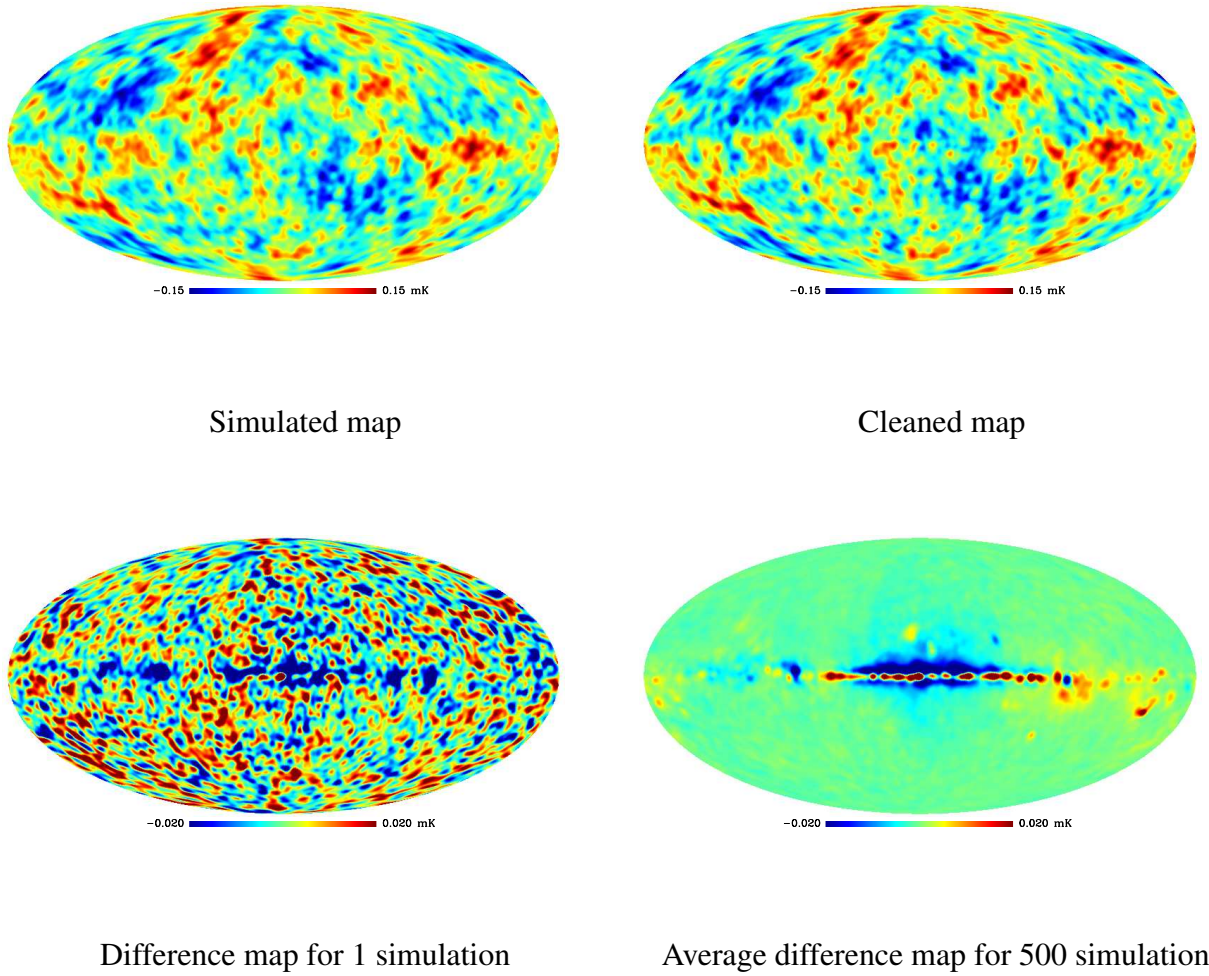 -0.15 0.15 mK
-0.15 0.15 mK
Simulated map
Cleaned map
-0.020 0.020 mK
-0.020 0.020 mK
Difference map for 1 simulation
Average difference map for 500 simulation